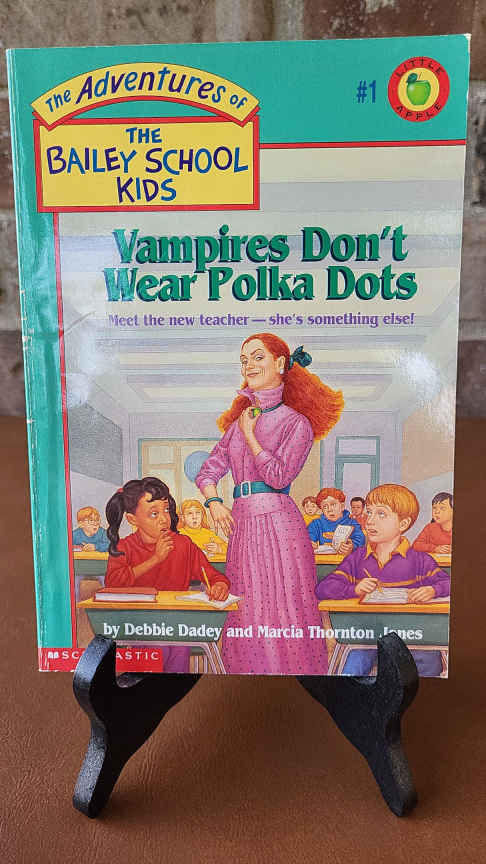 The Adventures of
THE
BAILEY SCHOOL
KIDS
#1
LITTLE
APPLE
Vampires Don't
Wear Polka Dots
Meet the new teacher — she's something else!
by Debbie Dadey and Marcia Thornton Jones